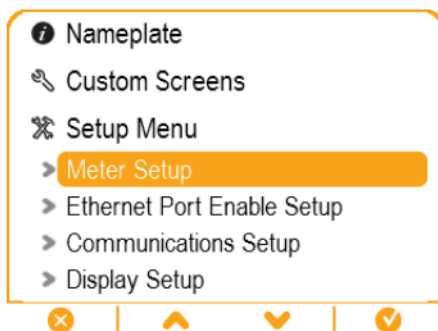 Nameplate
Custom Screens
Setup Menu
Meter Setup
Ethernet Port Enable Setup
Communications Setup
Display Setup